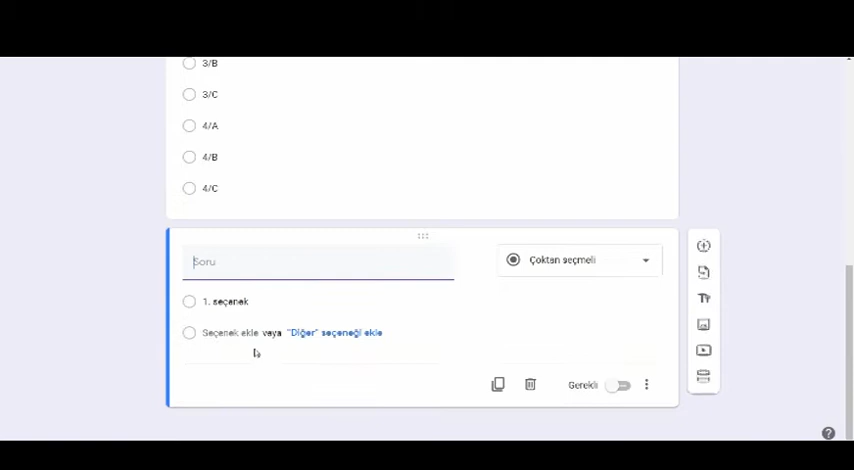 3/B
3/C
4/A
4/B
4/C
Soru
Çoktan seçmeli
1. seçenek
Seçenek ekle veya "Diğer" seçeneği ekle
Gerekli